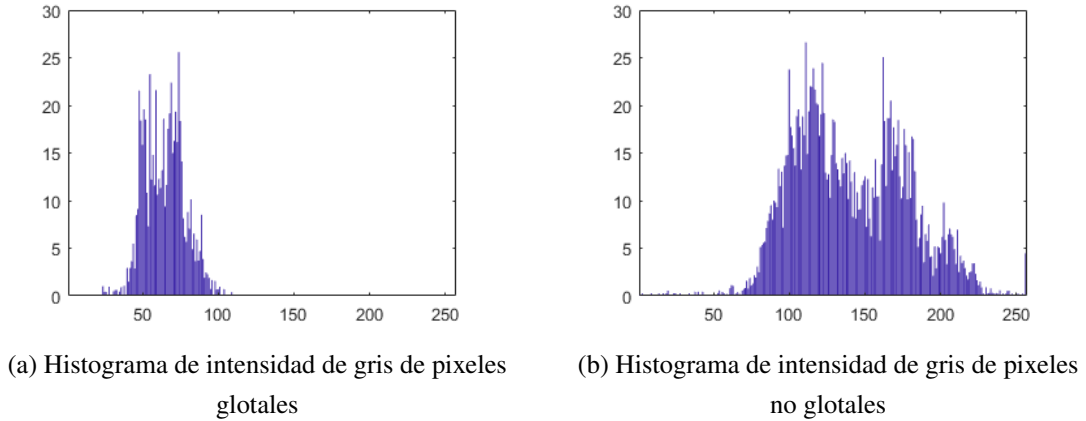 30
25
20
15
10
5
0
50 100 150 200 250
(a) Histograma de intensidad de gris de pixeles
glotales
30
25
20
15
10
5
0
50 100 150 200 250
(b) Histograma de intensidad de gris de pixeles
no glotales